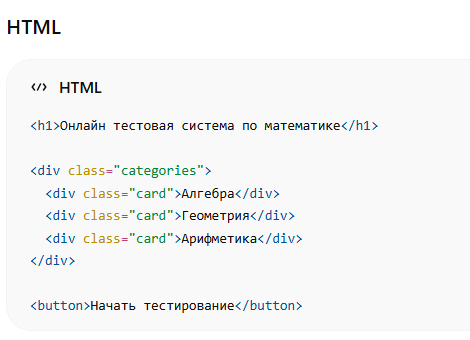 HTML
HTML
<h1>Онлайн тестовая система по математике</h1>
<div class="categories">
<div class="card">Алгебра</div>
<div class="card">Геометрия</div>
<div class="card">Арифметика</div>
</div>
<button>Начать тестирование</button>